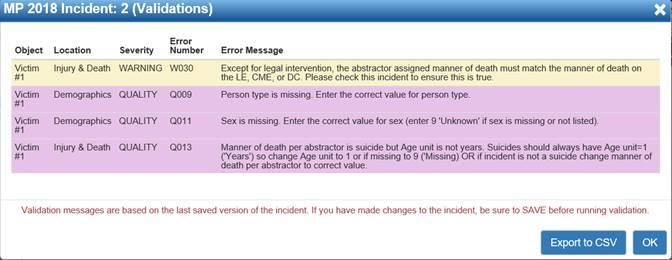 MP 2018 Incident: 2 (Validations)
Object Location Severity Error Number Error Message
Victim #1 Injury & Death WARNING W030 Except for legal intervention, the abstractor assigned manner of death must match the manner of death on
the LE, CME, or DC. Please check this incident to ensure this is true.
Victim #1 Demographics QUALITY Q009 Person type is missing. Enter the correct value for person type.
Victim #1 Demographics QUALITY Q011 Sex is missing. Enter the correct value for sex (enter 9 'Unknown' if sex is missing or not listed).
Victim #1 Injury & Death QUALITY Q013 Manner of death per abstractor is suicide but Age unit is not years. Suicides should always have Age unit=1
('Years') so change Age unit to 1 or if missing to 9 ('Missing) OR if incident is not a suicide change manner of
death per abstractor to correct value.
Validation messages are based on the last saved version of the incident. If you have made changes to the incident, be sure to SAVE before running validation.
Export to CSV OK